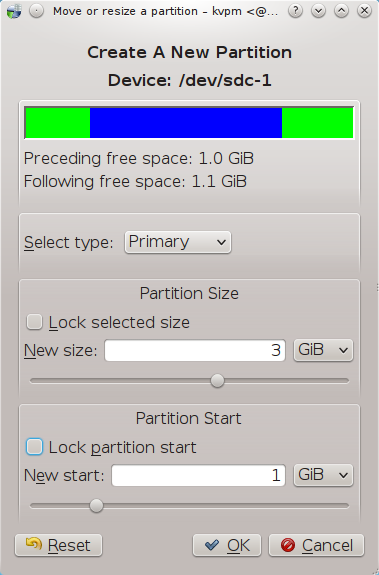 Move or resize a partition – kvpm <@...
Create A New Partition
Device: /dev/sdc-1
Preceding free space: 1.0 GiB
Following free space: 1.1 GiB
Select type: Primary
Partition Size
Lock selected size
New size: 3 GiB
Partition Start
Lock partition start
New start: 1 GiB
Reset OK Cancel